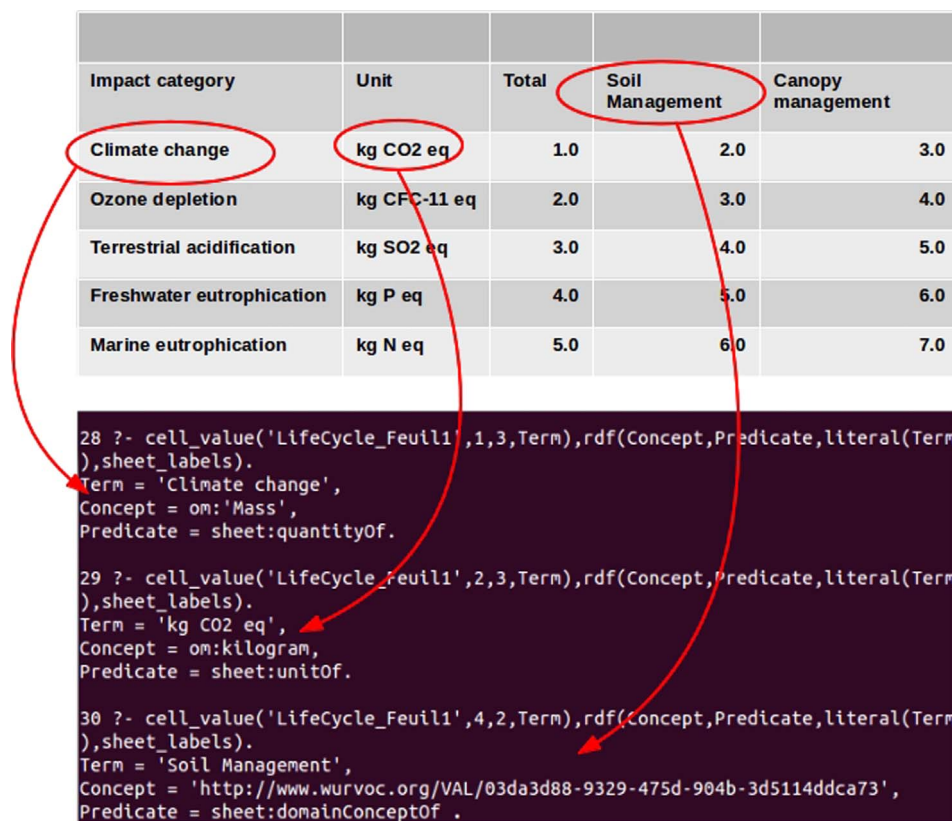 Impact category Unit Total Soil Management Canopy management
Climate change kg CO2 eq 1.0 2.0 3.0
Ozone depletion kg CFC-11 eq 2.0 3.0 4.0
Terrestrial acidification kg SO2 eq 3.0 4.0 5.0
Freshwater eutrophication kg P eq 4.0 5.0 6.0
Marine eutrophication kg N eq 5.0 6.0 7.0
28 ?- cell_value('LifeCycle_Feuil1',1,3,Term),rdf(Concept,Predicate,literal(Term
),sheet_labels).
Term = 'Climate change',
Concept = om:'Mass',
Predicate = sheet:quantityOf.
29 ?- cell_value('LifeCycle_Feuil1',2,3,Term),rdf(Concept,Predicate,literal(Term
),sheet_labels).
Term = 'kg CO2 eq',
Concept = om:kilogram,
Predicate = sheet:unitOf.
30 ?- cell_value('LifeCycle_Feuil1',4,2,Term),rdf(Concept,Predicate,literal(Term
),sheet_labels).
Term = 'Soil Management',
Concept = 'http://www.wurvoc.org/VAL/03da3d88-9329-475d-904b-3d5114ddca73',
Predicate = sheet:domainConceptOf .